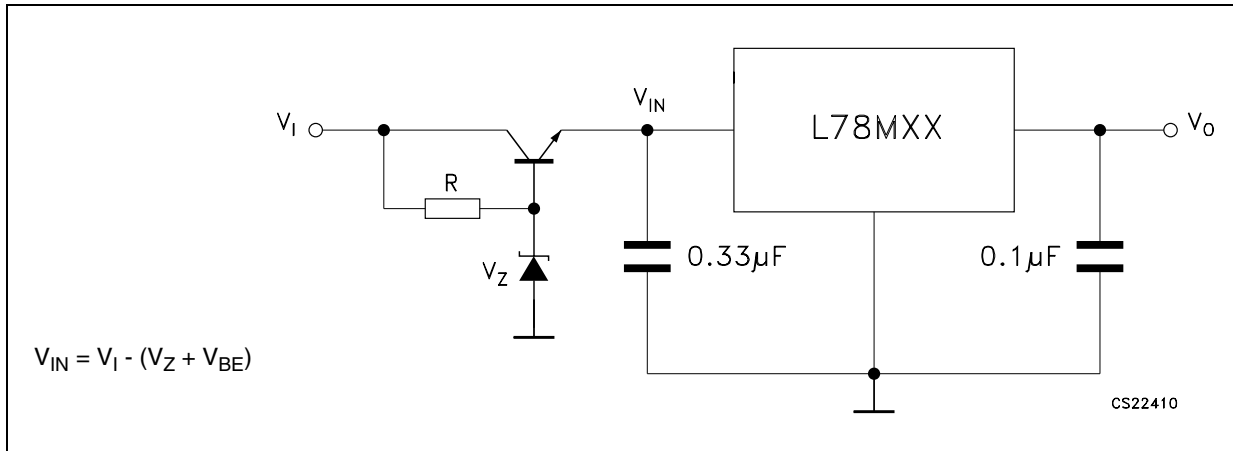 V_IN
V_I
L78MXX
V_O
R
0.33µF
0.1µF
V_Z
V_IN = V_I - (V_Z + V_BE)
CS22410